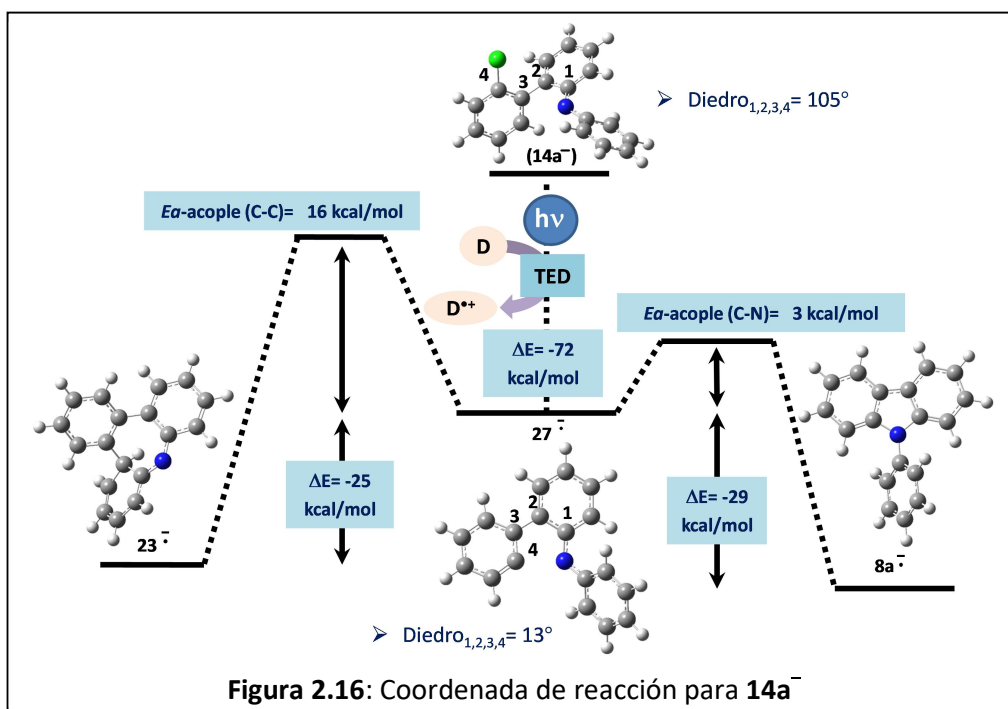 4
3
2
1
(14a⁻)
➢ Diedro1,2,3,4= 105°
Ea-acople (C-C)= 16 kcal/mol
hν
D
TED
D•+
Ea-acople (C-N)= 3 kcal/mol
ΔE= -72
kcal/mol
27•⁻
ΔE= -25
kcal/mol
ΔE= -29
kcal/mol
2
3
1
4
23•⁻
8a•⁻
➢ Diedro1,2,3,4= 13°
Figura 2.16: Coordenada de reacción para 14a⁻